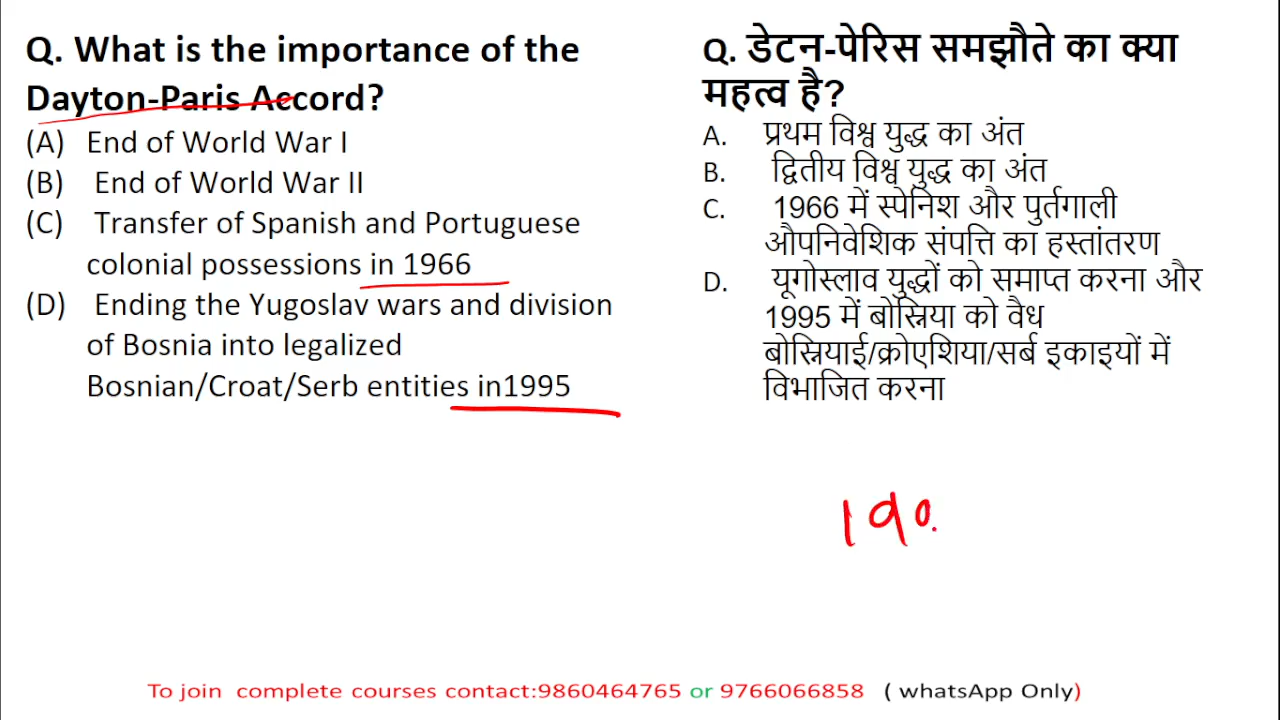 Q. What is the importance of the
Dayton-Paris Accord?
(A) End of World War I
(B) End of World War II
(C) Transfer of Spanish and Portuguese
colonial possessions in 1966
(D) Ending the Yugoslav wars and division
of Bosnia into legalized
Bosnian/Croat/Serb entities in1995
Q. डेटन-पेरिस समझौते का क्या
महत्व है?
A. प्रथम विश्व युद्ध का अंत
B. द्वितीय विश्व युद्ध का अंत
C. 1966 में स्पेनिश और पुर्तगाली
औपनिवेशिक संपत्ति का हस्तांतरण
D. यूगोस्लाव युद्धों को समाप्त करना और
1995 में बोस्निया को वैध
बोस्नियाई/क्रोएशिया/सर्ब इकाइयों में
विभाजित करना
To join complete courses contact:9860464765 or 9766066858 ( whatsApp Only)